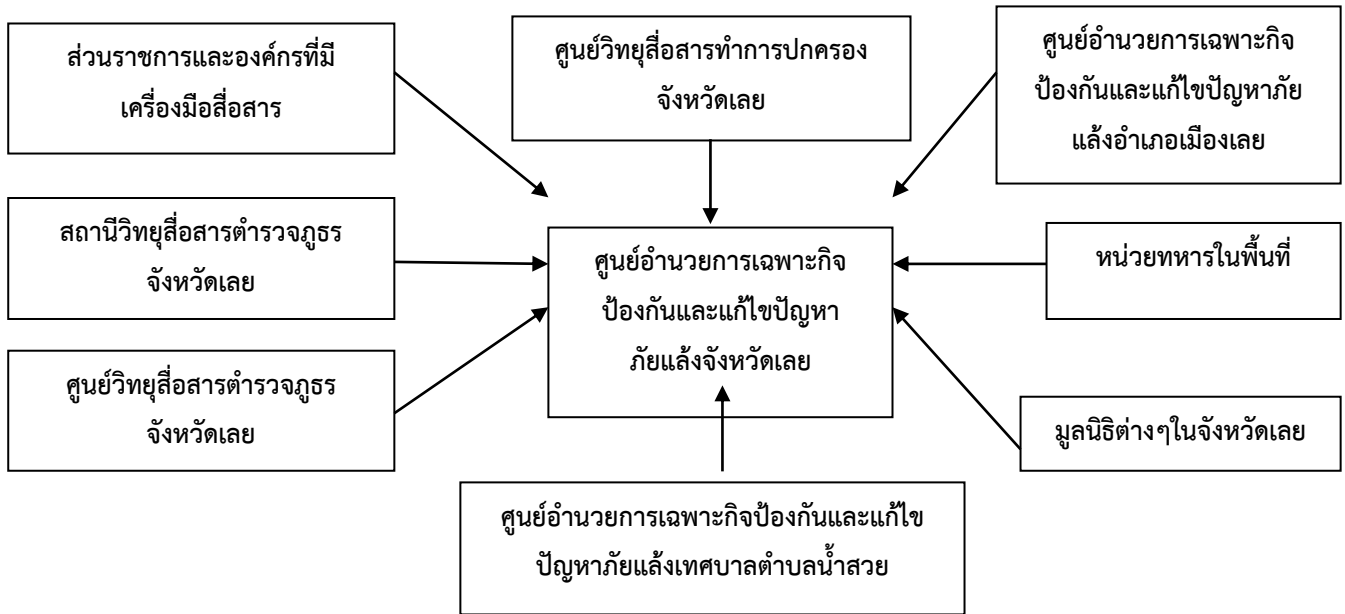 ส่วนราชการและองค์กรที่มี
เครื่องมือสื่อสาร
ศูนย์วิทยุสื่อสารทำการปกครอง
จังหวัดเลย
ศูนย์อำนวยการเฉพาะกิจ
ป้องกันและแก้ไขปัญหาภัย
แล้งอำเภอเมืองเลย
สถานีวิทยุสื่อสารตำรวจภูธร
จังหวัดเลย
ศูนย์อำนวยการเฉพาะกิจ
ป้องกันและแก้ไขปัญหา
ภัยแล้งจังหวัดเลย
หน่วยทหารในพื้นที่
ศูนย์วิทยุสื่อสารตำรวจภูธร
จังหวัดเลย
มูลนิธิต่างๆในจังหวัดเลย
ศูนย์อำนวยการเฉพาะกิจป้องกันและแก้ไข
ปัญหาภัยแล้งเทศบาลตำบลน้ำสวย